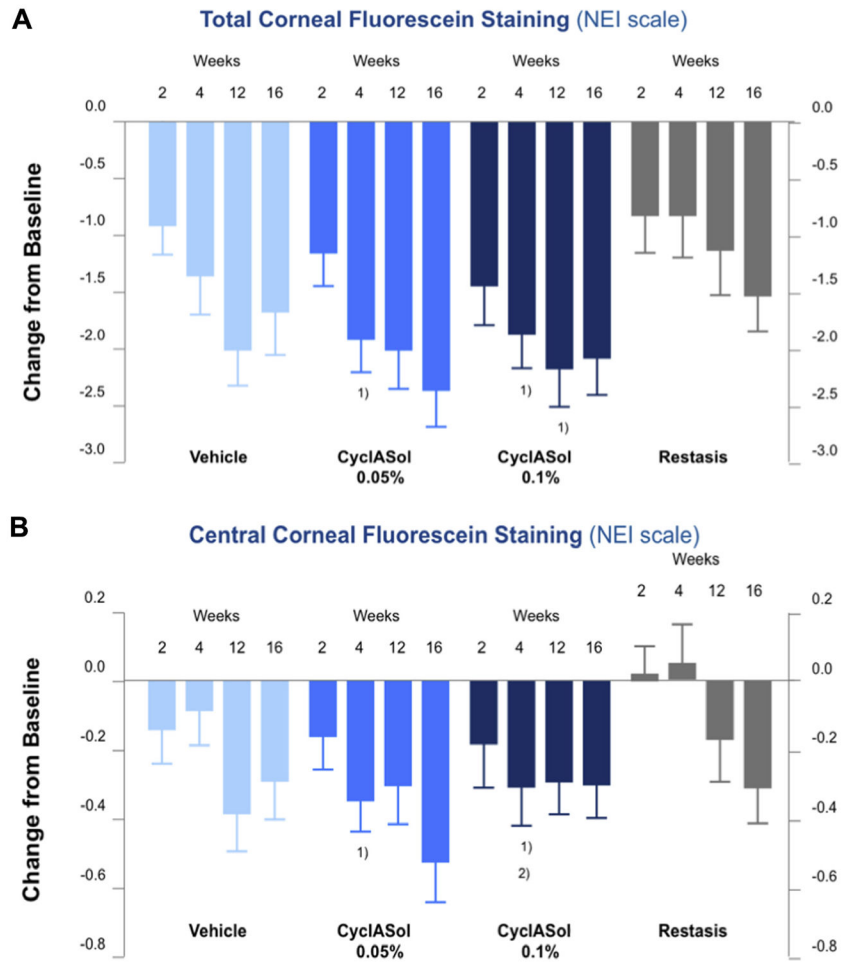 A
Total Corneal Fluorescein Staining (NEI scale)
Weeks Weeks Weeks Weeks
2 4 12 16 2 4 12 16 2 4 12 16 2 4 12 16
0.0 0.0
-0.5 -0.5
-1.0 -1.0
-1.5 -1.5
-2.0 -2.0
-2.5 1) 1) -2.5
1)
-3.0 -3.0
Change from Baseline
Vehicle CyclASol CyclASol Restasis
0.05% 0.1%
B
Central Corneal Fluorescein Staining (NEI scale)
Weeks
2 4 12 16
0.2 0.2
Weeks Weeks Weeks
2 4 12 16 2 4 12 16 2 4 12 16
0.0 0.0
-0.2 -0.2
-0.4 -0.4
1) 1)
2)
-0.6 -0.6
Change from Baseline
Vehicle CyclASol CyclASol Restasis
0.05% 0.1%
-0.8 -0.8